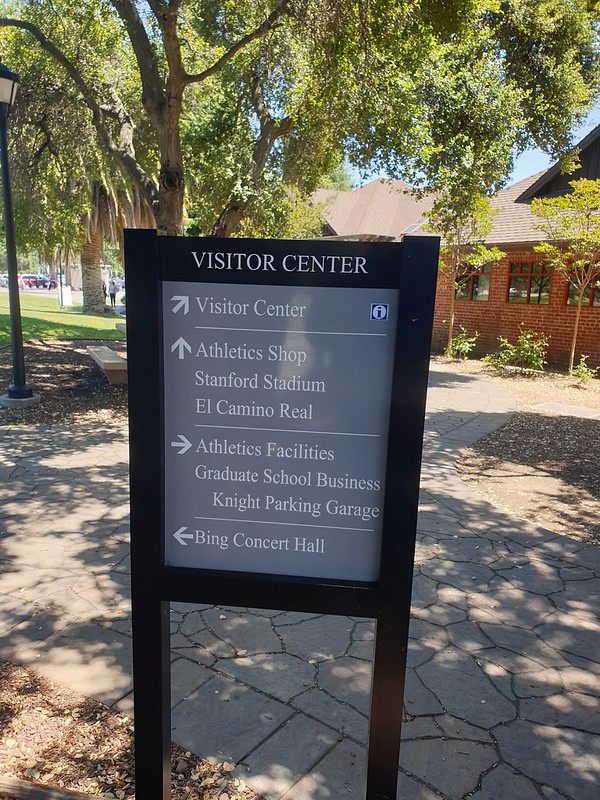 VISITOR CENTER
Visitor Center
Athletics Shop
Stanford Stadium
El Camino Real
Athletics Facilities
Graduate School Business
Knight Parking Garage
Bing Concert Hall